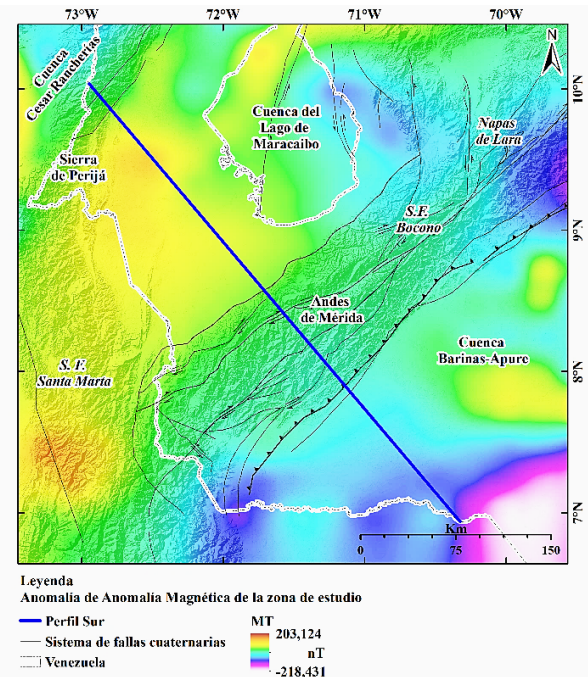 73°W 72°W 71°W 70°W
N
10°N
9°N
8°N
7°N
Cuenca
Cesar Rancherías
Sierra
de Perijá
Cuenca del
Lago de
Maracaibo
Napas
de Lara
S.F.
Bocono
Andes
de Mérida
Cuenca
Barinas-Apure
S. F.
Santa Marta
Km
0 75 150
Leyenda
Anomalía de Anomalía Magnética de la zona de estudio
Perfil Sur
Sistema de fallas cuaternarias
Venezuela
MT
203,124
nT
-218,431